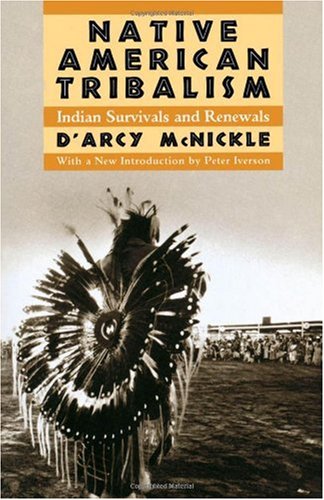 NATIVE
AMERICAN
TRIBALISM
Indian Survivals and Renewals
D'ARCY McNICKLE
With a New Introduction by Peter Iverson